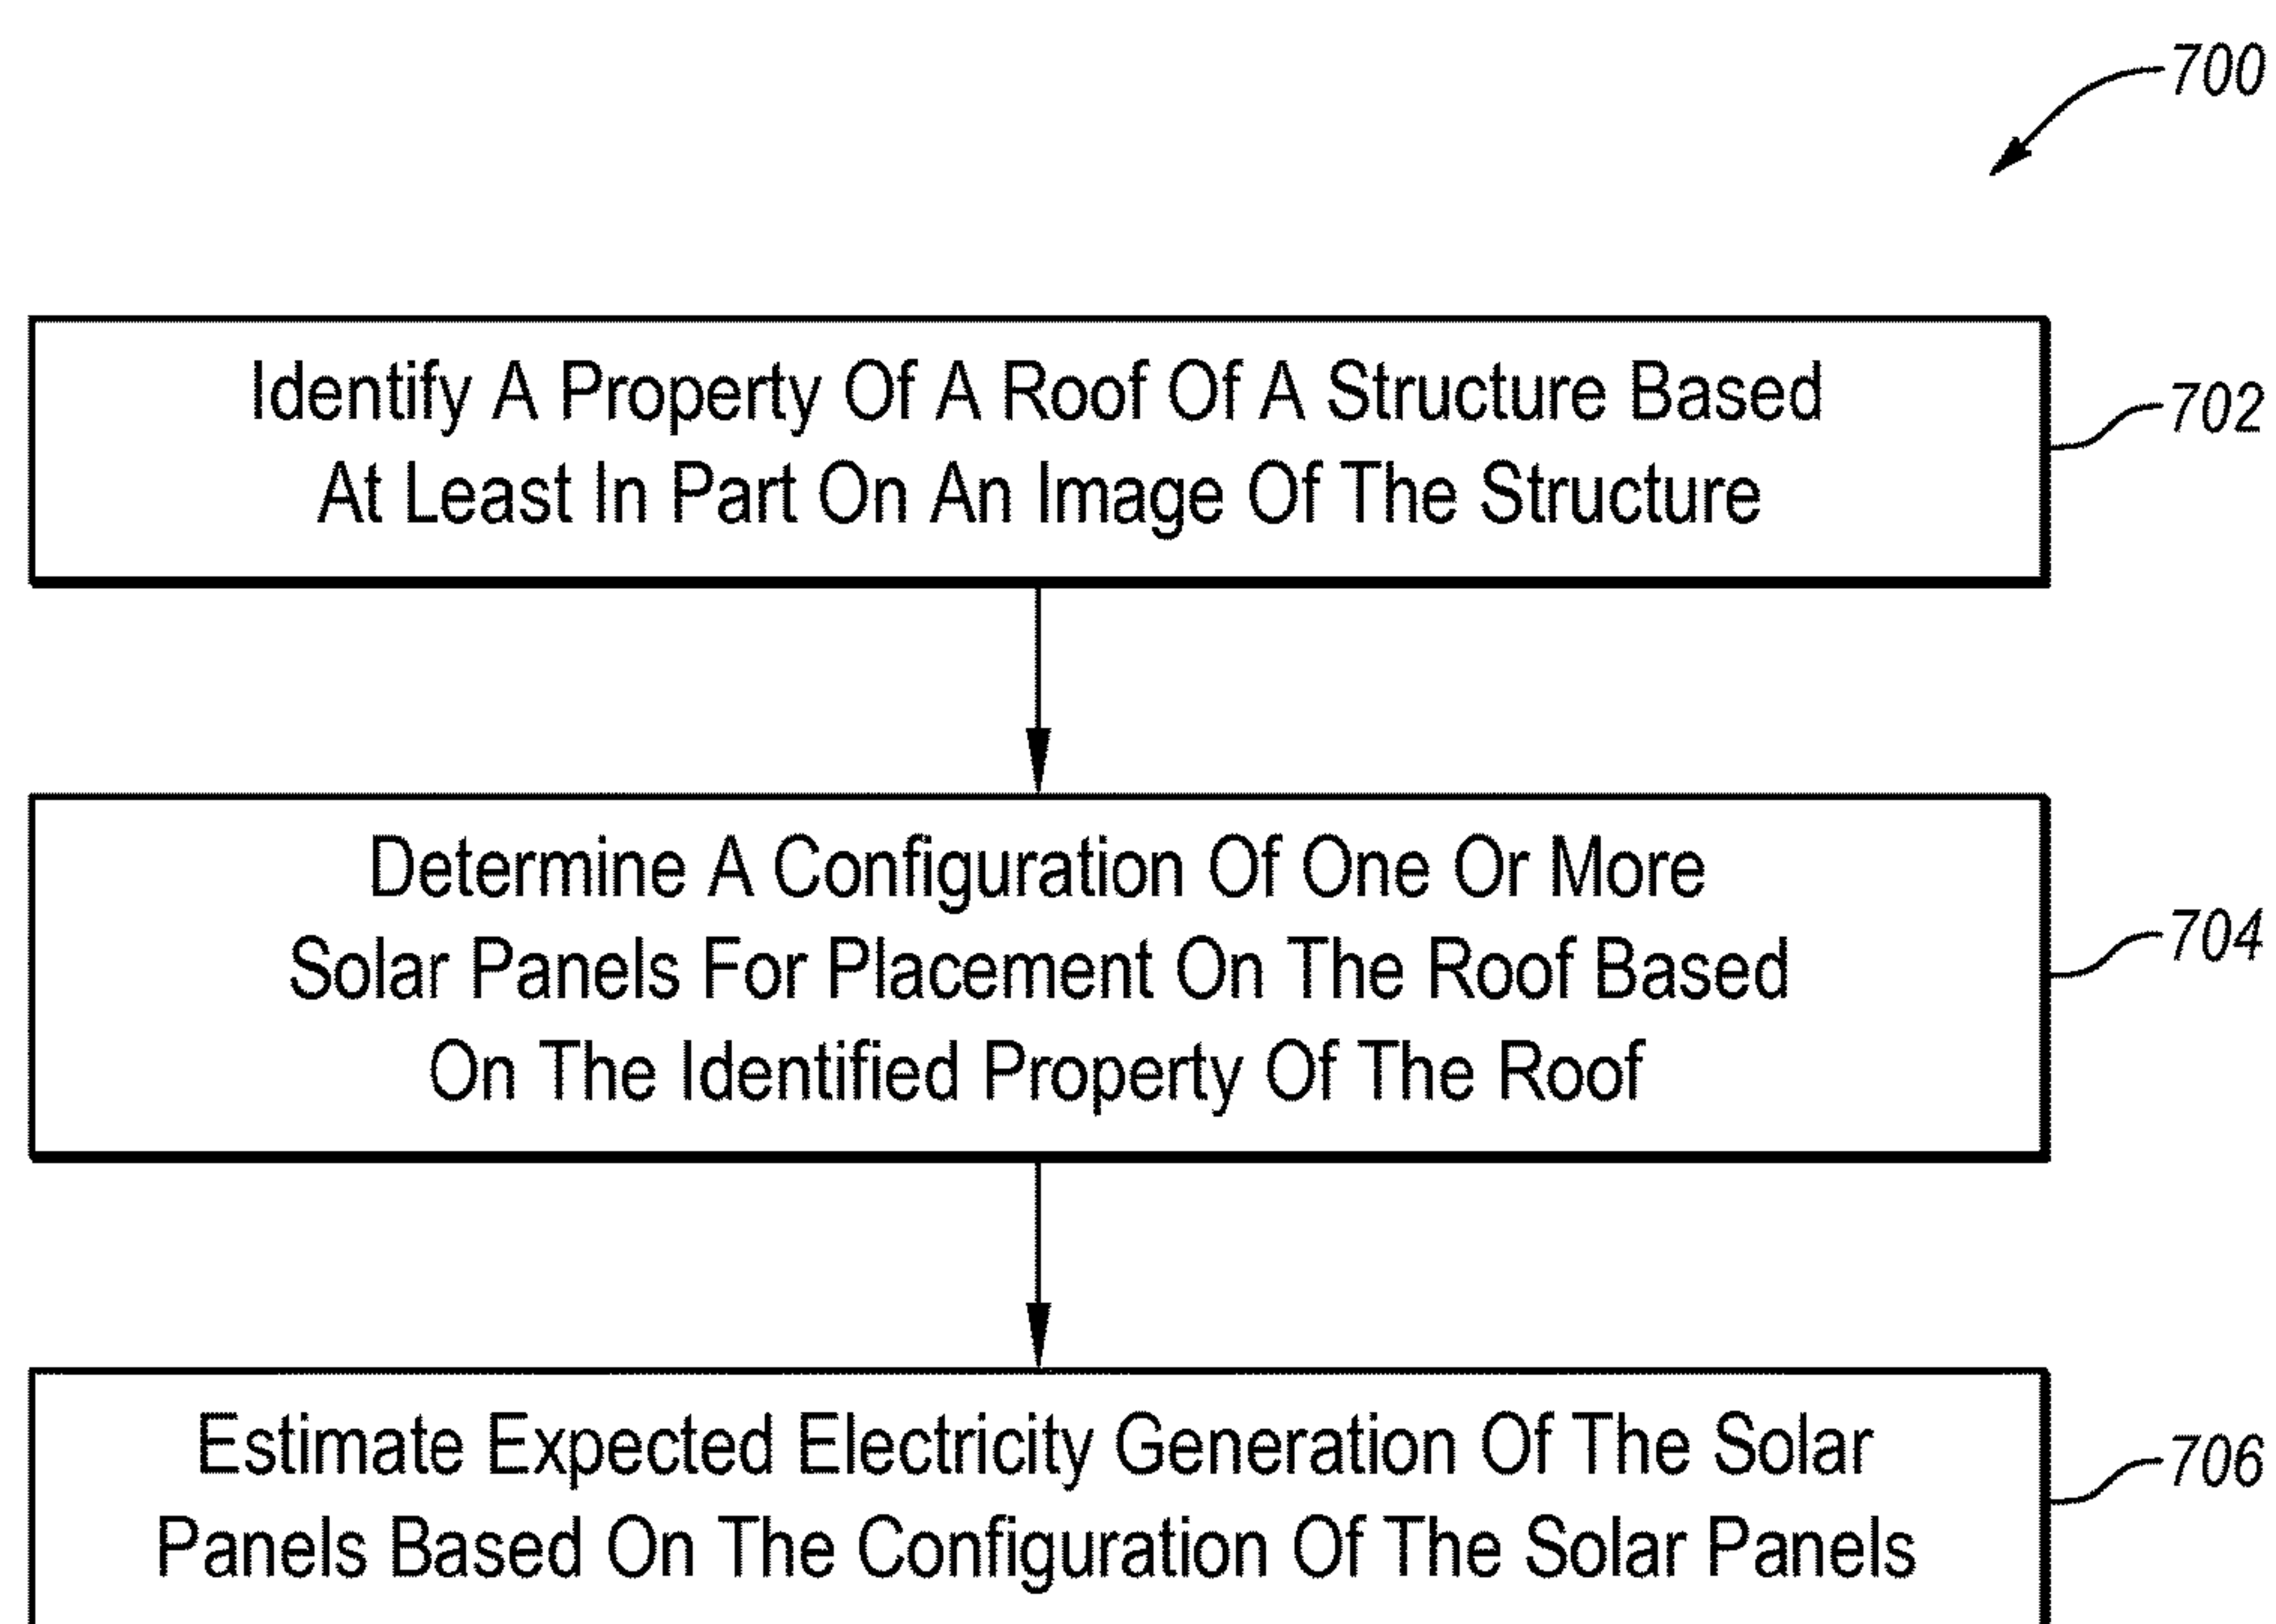 700
Identify A Property Of A Roof Of A Structure Based
At Least In Part On An Image Of The Structure
702
Determine A Configuration Of One Or More
Solar Panels For Placement On The Roof Based
On The Identified Property Of The Roof
704
Estimate Expected Electricity Generation Of The Solar
Panels Based On The Configuration Of The Solar Panels
706